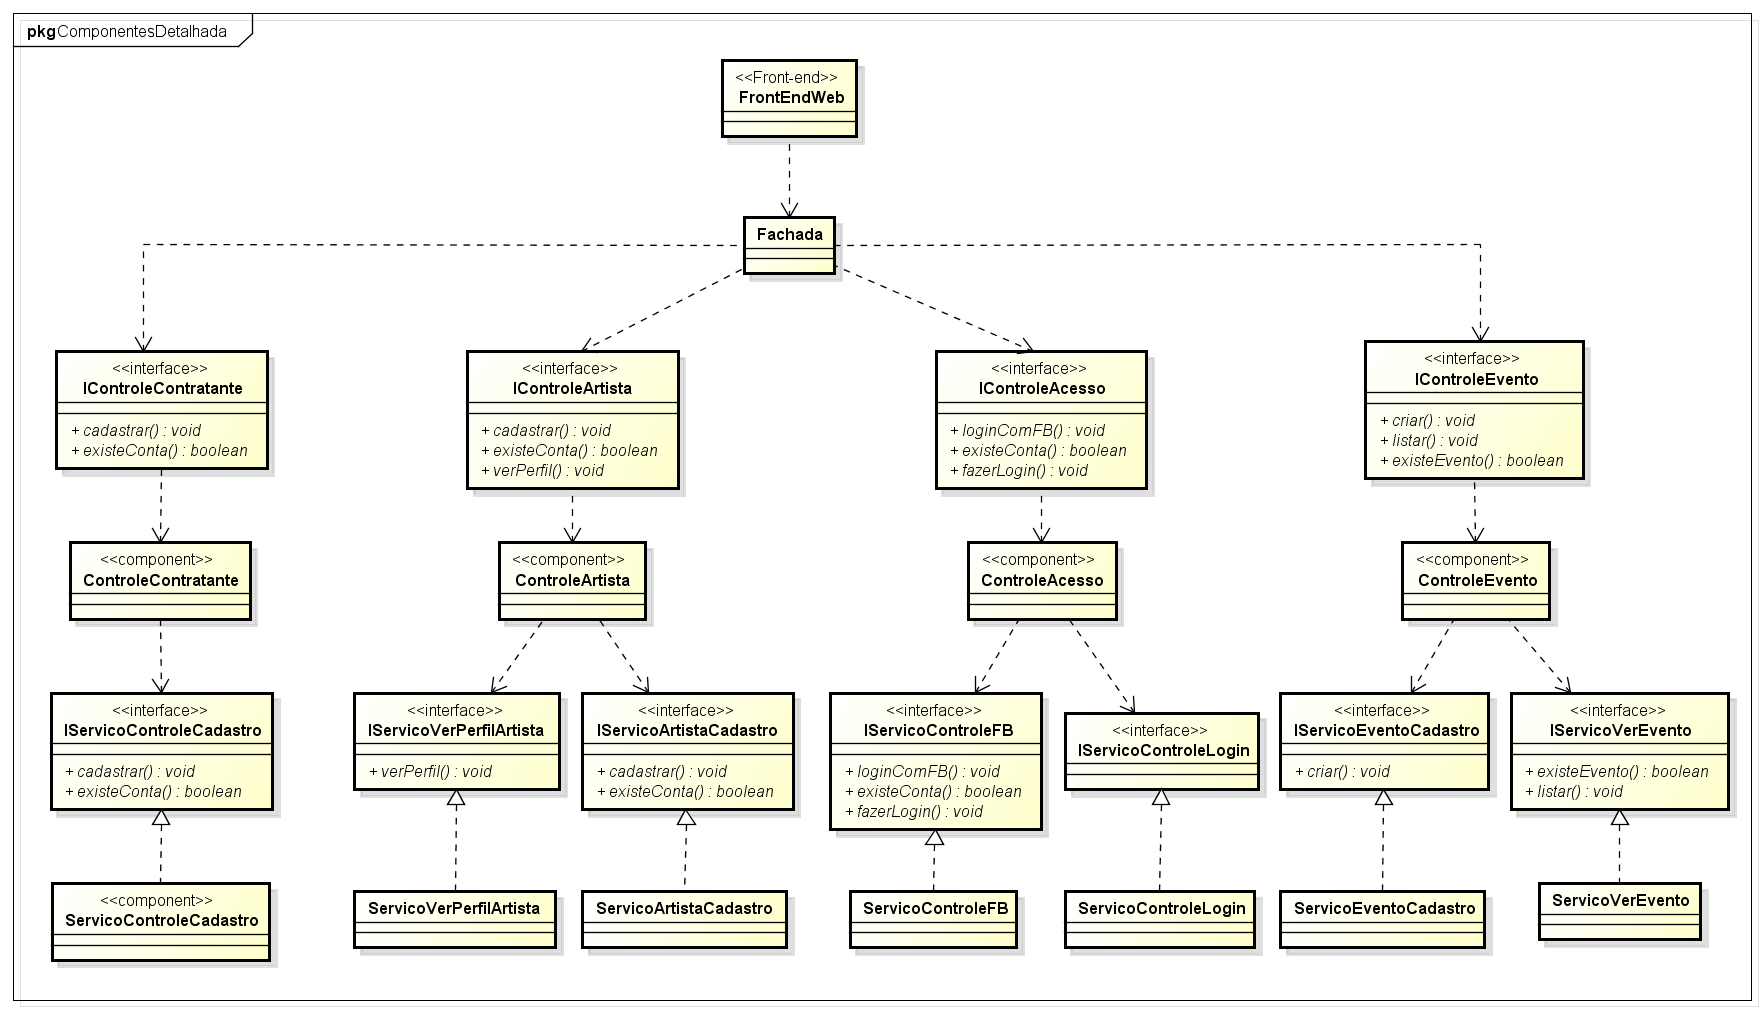 pkg ComponentesDetalhada
<<Front-end>>
FrontEndWeb
Fachada
<<interface>>
IControleContratante
+ cadastrar() : void
+ existeConta() : boolean
<<interface>>
IControleArtista
+ cadastrar() : void
+ existeConta() : boolean
+ verPerfil() : void
<<interface>>
IControleAcesso
+ loginComFB() : void
+ existeConta() : boolean
+ fazerLogin() : void
<<interface>>
IControleEvento
+ criar() : void
+ listar() : void
+ existeEvento() : boolean
<<component>>
ControleContratante
<<component>>
ControleArtista
<<component>>
ControleAcesso
<<component>>
ControleEvento
<<interface>>
IServicoControleCadastro
+ cadastrar() : void
+ existeConta() : boolean
<<interface>>
IServicoVerPerfilArtista
+ verPerfil() : void
<<interface>>
IServicoArtistaCadastro
+ cadastrar() : void
+ existeConta() : boolean
<<interface>>
IServicoControleFB
+ loginComFB() : void
+ existeConta() : boolean
+ fazerLogin() : void
<<interface>>
IServicoControleLogin
<<interface>>
IServicoEventoCadastro
+ criar() : void
<<interface>>
IServicoVerEvento
+ existeEvento() : boolean
+ listar() : void
<<component>>
ServicoControleCadastro
ServicoVerPerfilArtista
ServicoArtistaCadastro
ServicoControleFB
ServicoControleLogin
ServicoEventoCadastro
ServicoVerEvento